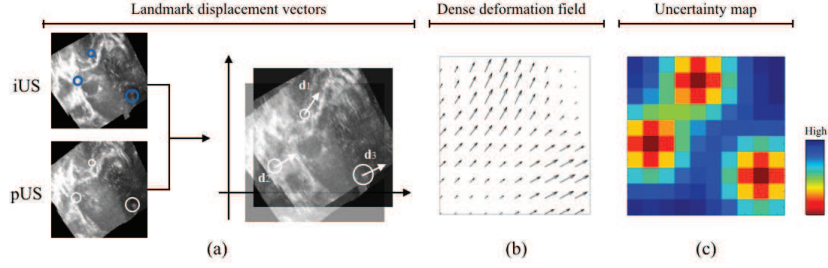 Landmark displacement vectors
Dense deformation field
Uncertainty map
iUS
pUS
d1
d2
d3
High
(a)
(b)
(c)